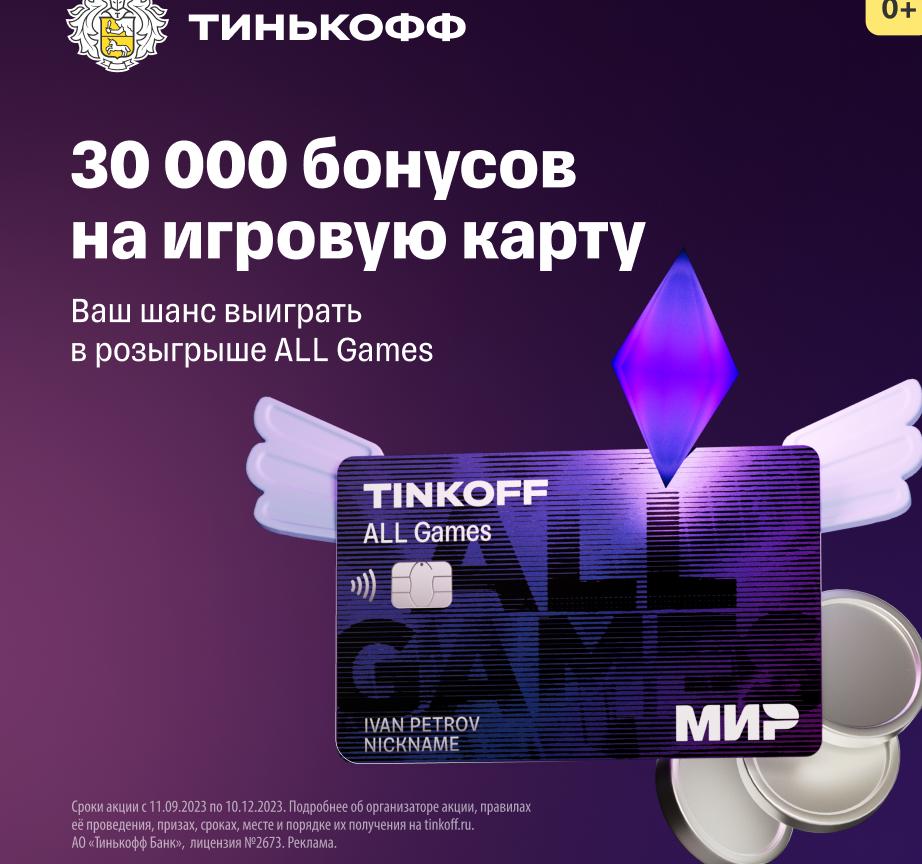 ТИНЬКОФФ
0+
30 000 бонусов
на игровую карту
Ваш шанс выиграть
в розыгрыше ALL Games
TINKOFF
ALL Games
ALL
GAMES
IVAN PETROV
NICKNAME
МИР
Сроки акции с 11.09.2023 по 10.12.2023. Подробнее об организаторе акции, правилах
её проведения, призах, сроках, месте и порядке их получения на tinkoff.ru.
АО «Тинькофф Банк», лицензия №2673. Реклама.